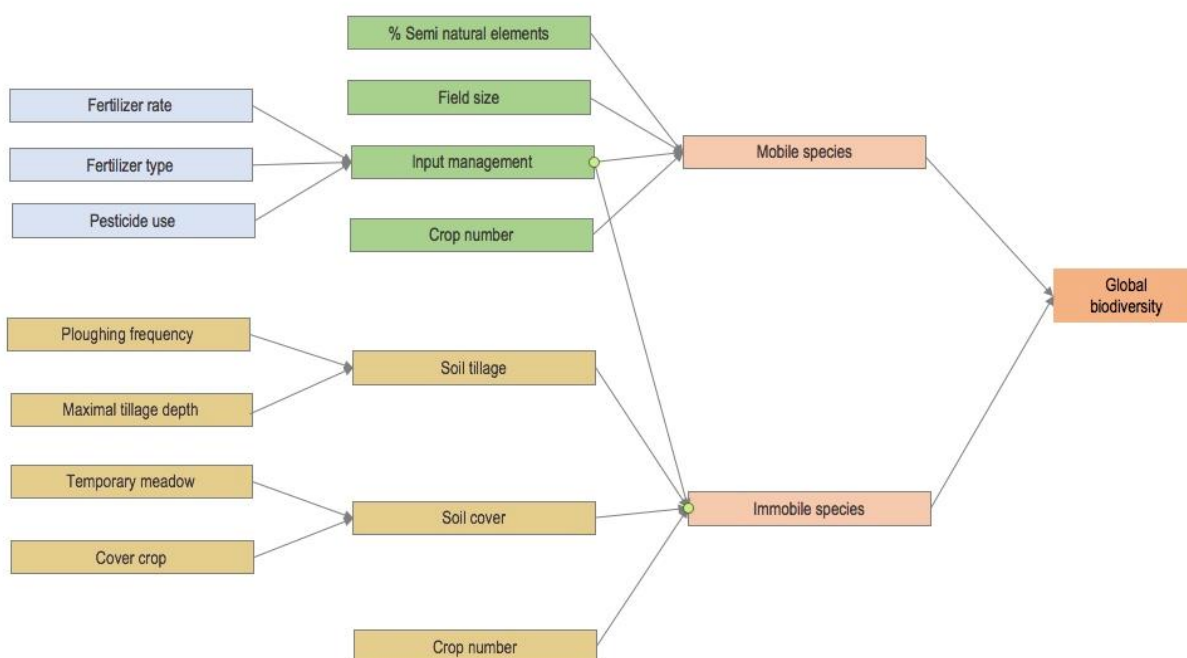 % Semi natural elements
Fertilizer rate
Field size
Fertilizer type
Input management
Mobile species
Pesticide use
Crop number
Global
biodiversity
Ploughing frequency
Soil tillage
Maximal tillage depth
Temporary meadow
Soil cover
Immobile species
Cover crop
Crop number